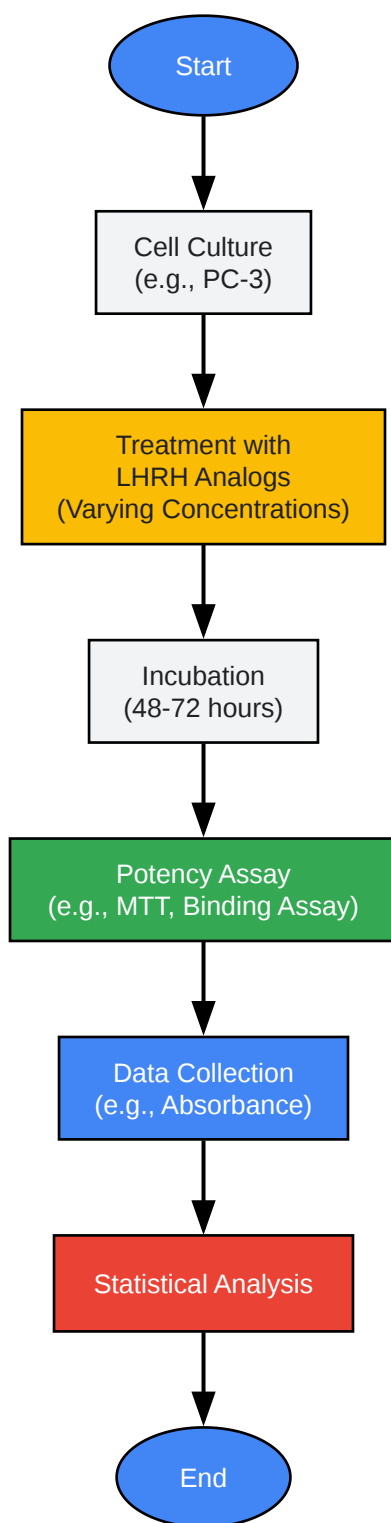 Start
Cell Culture
(e.g., PC-3)
Treatment with
LHRH Analogs
(Varying Concentrations)
Incubation
(48-72 hours)
Potency Assay
(e.g., MTT, Binding Assay)
Data Collection
(e.g., Absorbance)
Statistical Analysis
End